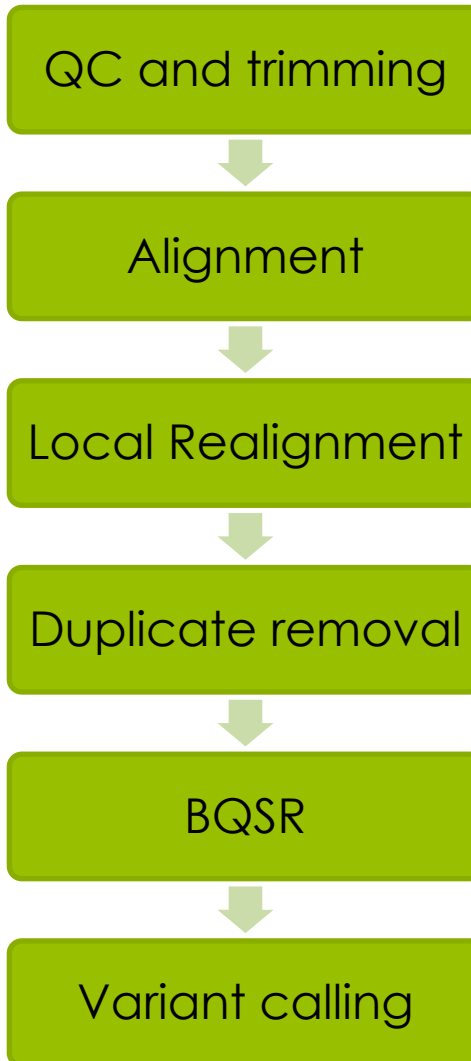 QC and trimming
Alignment
Local Realignment
Duplicate removal
BQSR
Variant calling